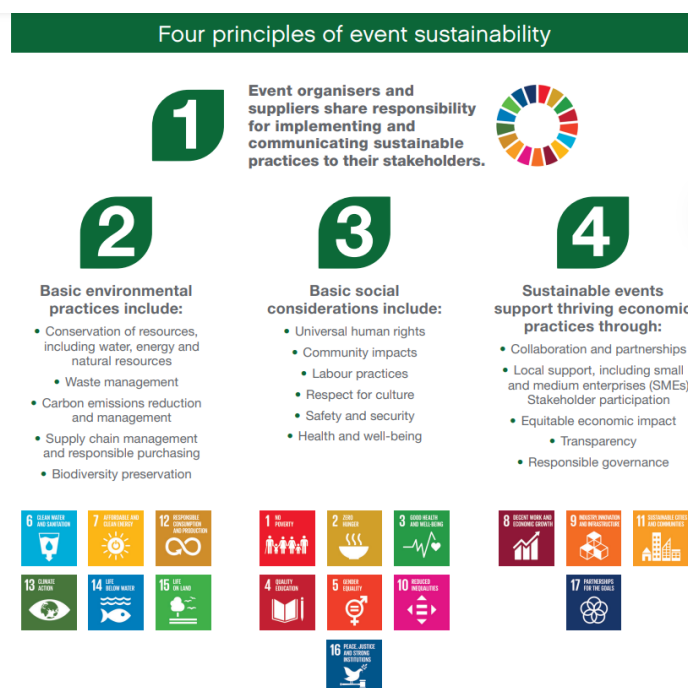 Four principles of event sustainability
1
Event organisers and
suppliers share responsibility
for implementing and
communicating sustainable
practices to their stakeholders.
2
Basic environmental
practices include:
• Conservation of resources,
including water, energy and
natural resources
• Waste management
• Carbon emissions reduction
and management
• Supply chain management
and responsible purchasing
• Biodiversity preservation
3
Basic social
considerations include:
• Universal human rights
• Community impacts
• Labour practices
• Respect for culture
• Safety and security
• Health and well-being
4
Sustainable events
support thriving economic
practices through:
• Collaboration and partnerships
• Local support, including small
and medium enterprises (SMEs)
Stakeholder participation
• Equitable economic impact
• Transparency
• Responsible governance
6 CLEAN WATER
AND SANITATION
7 AFFORDABLE AND
CLEAN ENERGY
12 RESPONSIBLE
CONSUMPTION
AND PRODUCTION
13 CLIMATE
ACTION
14 LIFE
BELOW WATER
15 LIFE
ON LAND
1 NO
POVERTY
2 ZERO
HUNGER
3 GOOD HEALTH
AND WELL-BEING
4 QUALITY
EDUCATION
5 GENDER
EQUALITY
10 REDUCED
INEQUALITIES
16 PEACE, JUSTICE
AND STRONG
INSTITUTIONS
8 DECENT WORK AND
ECONOMIC GROWTH
9 INDUSTRY, INNOVATION
AND INFRASTRUCTURE
11 SUSTAINABLE CITIES
AND COMMUNITIES
17 PARTNERSHIPS
FOR THE GOALS